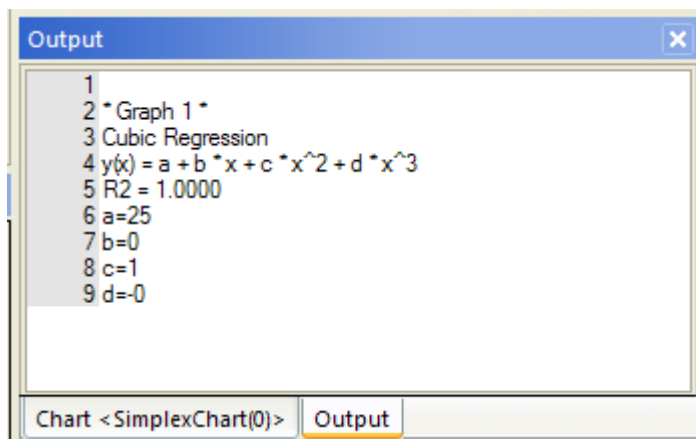 Output
1
2 * Graph 1 *
3 Cubic Regression
4 y(x) = a + b * x + c * x^2 + d * x^3
5 R2 = 1.0000
6 a=25
7 b=0
8 c=1
9 d=-0
Chart <SimplexChart(0)> Output